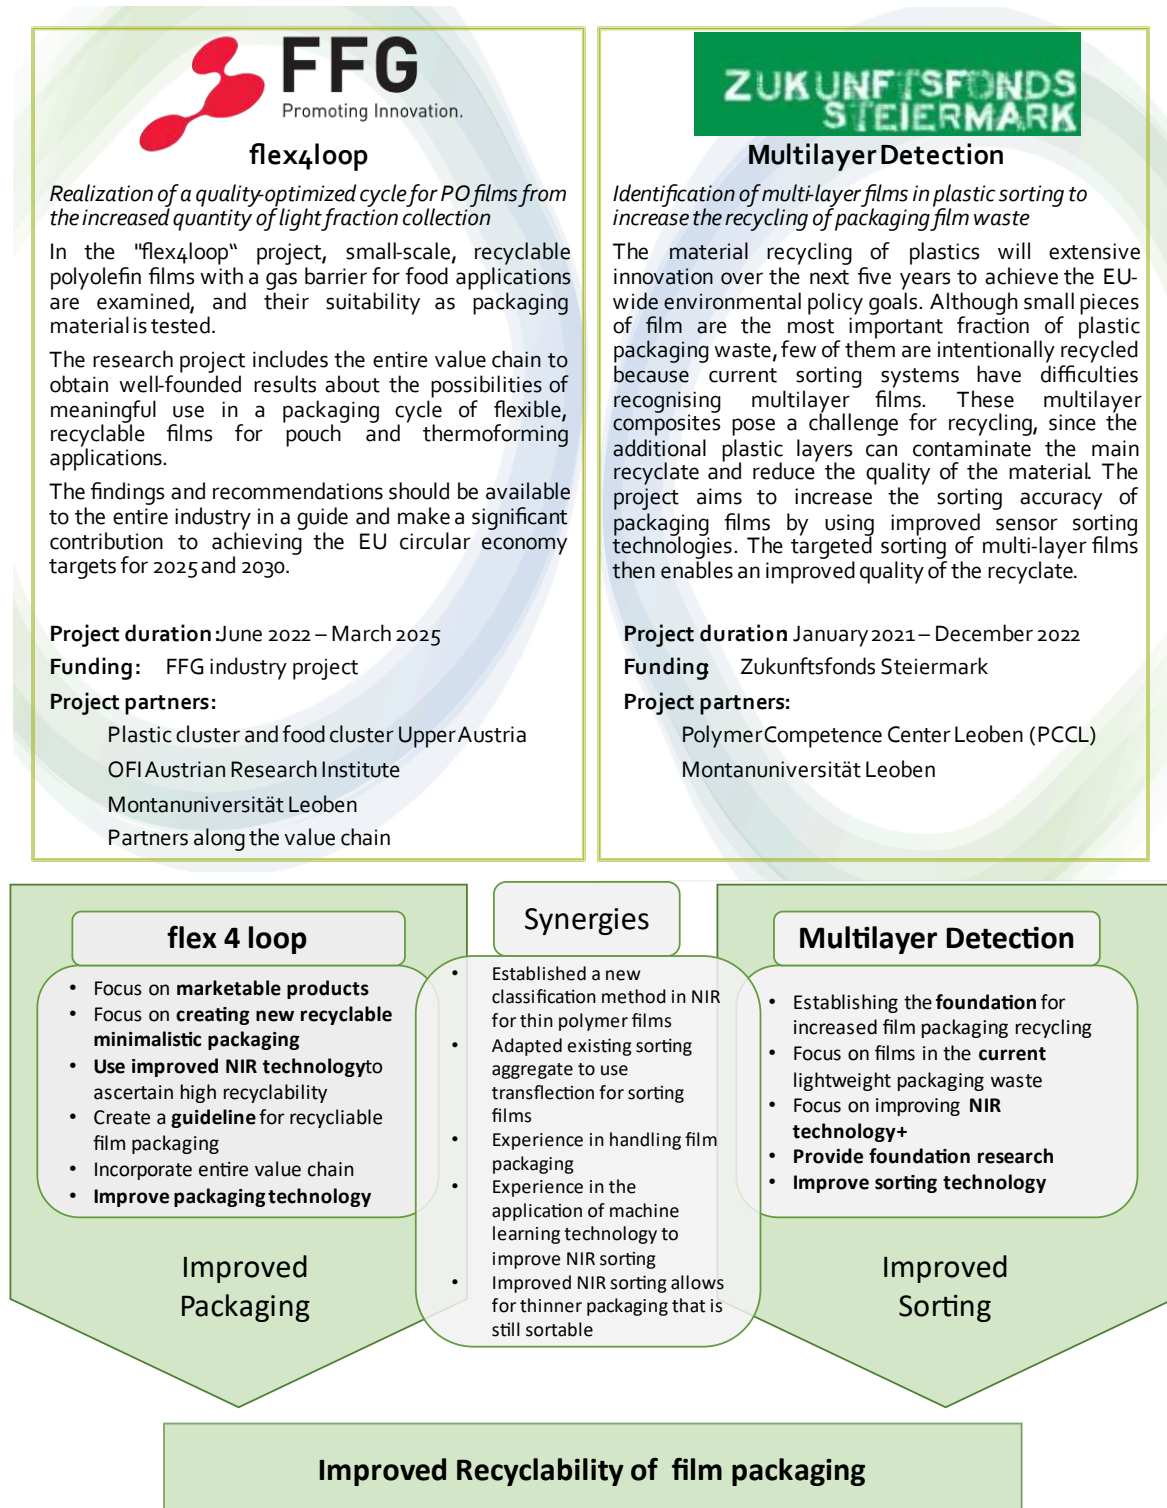 FFG
Promoting Innovation.
flex4loop
Realization of a quality-optimized cycle for PO films from
the increased quantity of light fraction collection
In the "flex4loop“ project, small-scale, recyclable
polyolefin films with a gas barrier for food applications
are examined, and their suitability as packaging
material is tested.
The research project includes the entire value chain to
obtain well-founded results about the possibilities of
meaningful use in a packaging cycle of flexible,
recyclable films for pouch and thermoforming
applications.
The findings and recommendations should be available
to the entire industry in a guide and make a significant
contribution to achieving the EU circular economy
targets for 2025 and 2030.
Project duration: June 2022 – March 2025
Funding: FFG industry project
Project partners:
Plastic cluster and food cluster Upper Austria
OFI Austrian Research Institute
Montanuniversität Leoben
Partners along the value chain
ZUKUNFTSFONDS
STEIERMARK
Multilayer Detection
Identification of multi-layer films in plastic sorting to
increase the recycling of packaging film waste
The material recycling of plastics will extensive
innovation over the next five years to achieve the EU-
wide environmental policy goals. Although small pieces
of film are the most important fraction of plastic
packaging waste, few of them are intentionally recycled
because current sorting systems have difficulties
recognising multilayer films. These multilayer
composites pose a challenge for recycling, since the
additional plastic layers can contaminate the main
recyclate and reduce the quality of the material. The
project aims to increase the sorting accuracy of
packaging films by using improved sensor sorting
technologies. The targeted sorting of multi-layer films
then enables an improved quality of the recyclate.
Project duration January 2021 – December 2022
Funding: Zukunftsfonds Steiermark
Project partners:
Polymer Competence Center Leoben (PCCL)
Montanuniversität Leoben
flex 4 loop
• Focus on marketable products
• Focus on creating new recyclable
minimalistic packaging
• Use improved NIR technology to
ascertain high recyclability
• Create a guideline for recycliable
film packaging
• Incorporate entire value chain
• Improve packaging technology
Improved
Packaging
Synergies
• Established a new
classification method in NIR
for thin polymer films
• Adapted existing sorting
aggregate to use
transflection for sorting
films
• Experience in handling film
packaging
• Experience in the
application of machine
learning technology to
improve NIR sorting
• Improved NIR sorting allows
for thinner packaging that is
still sortable
Multilayer Detection
• Establishing the foundation for
increased film packaging recycling
• Focus on films in the current
lightweight packaging waste
• Focus on improving NIR
technology+
• Provide foundation research
• Improve sorting technology
Improved
Sorting
Improved Recyclability of film packaging